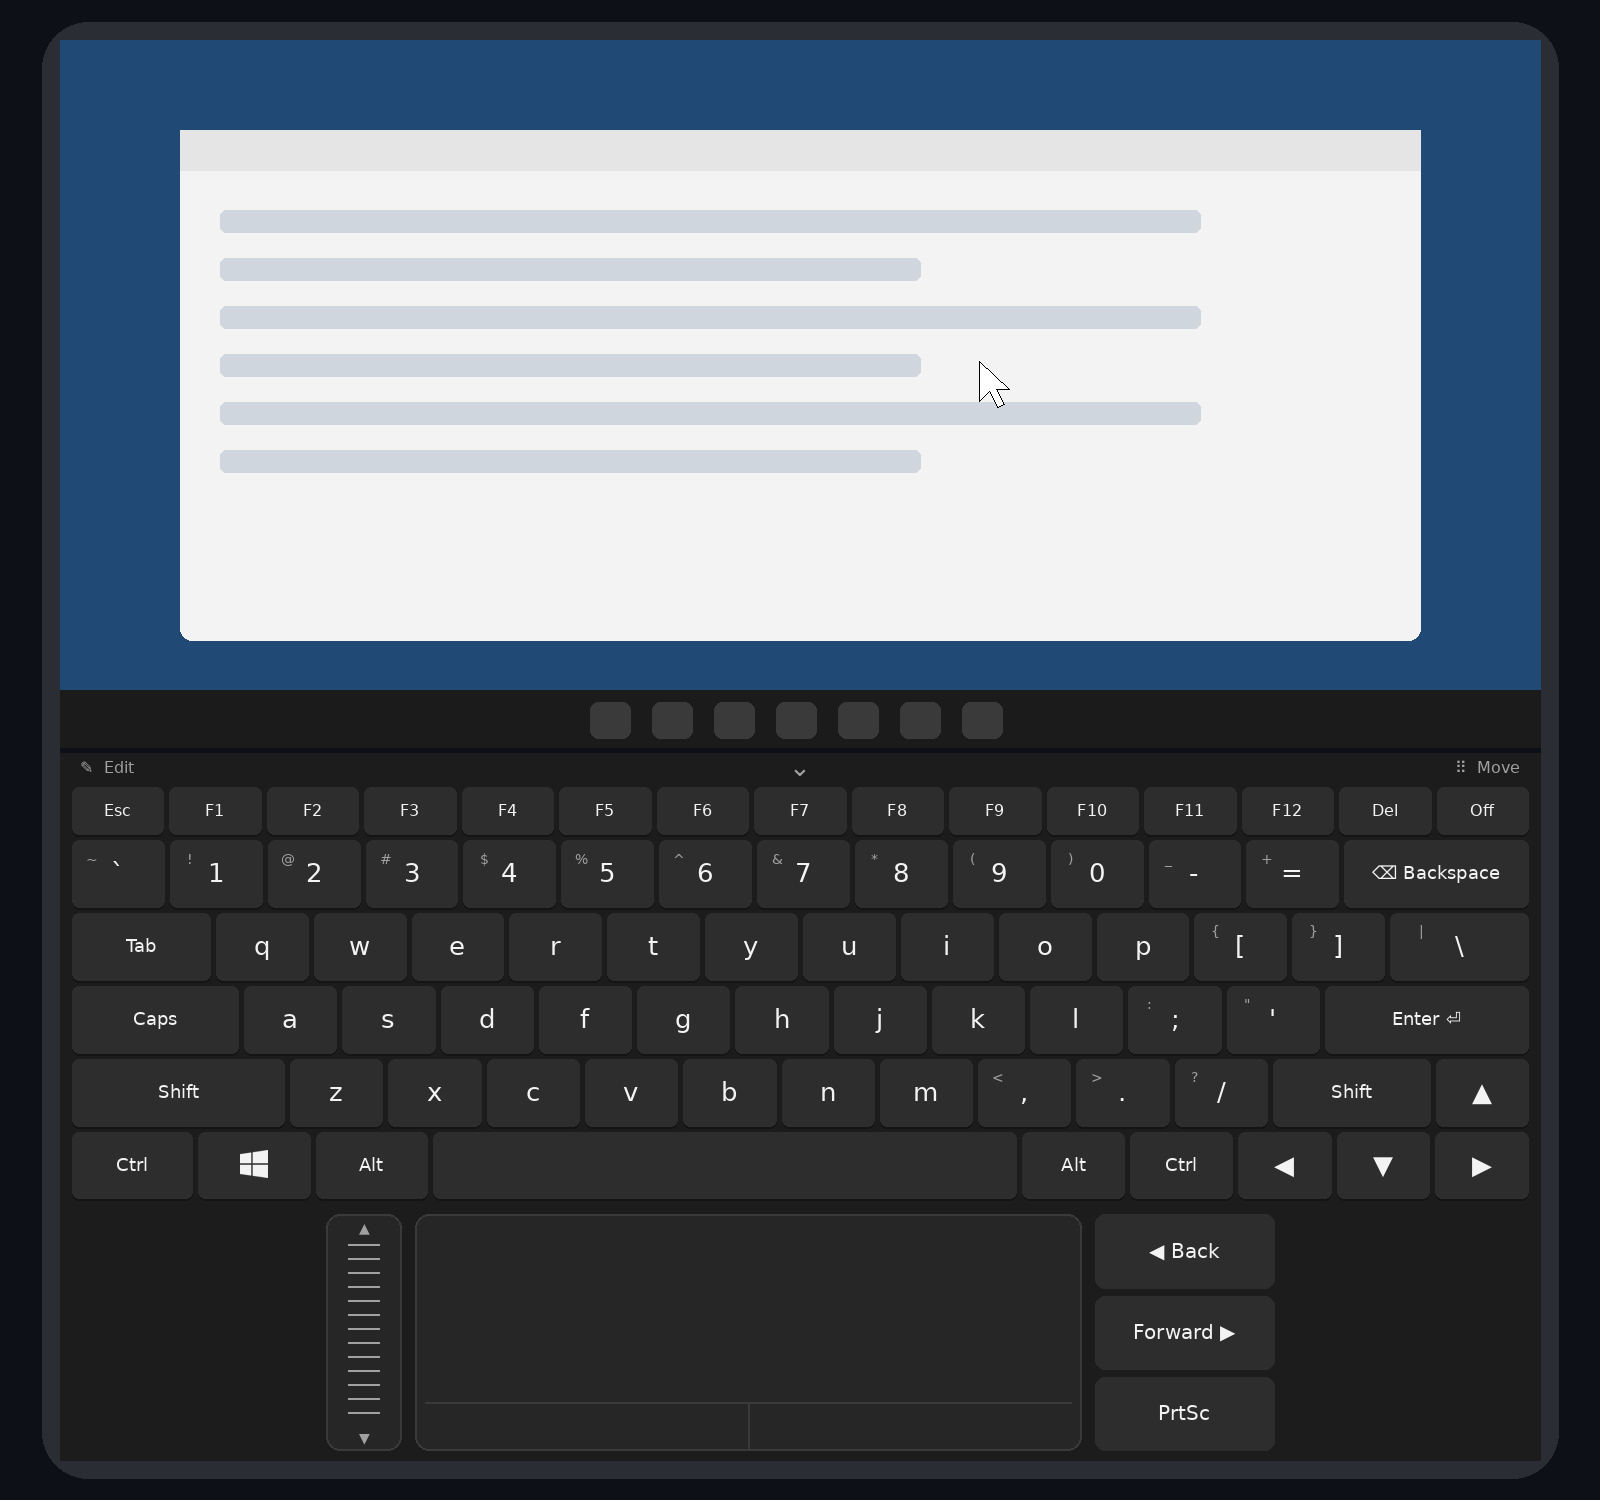 ✎ Edit ⌄ ⠿ Move
Esc F1 F2 F3 F4 F5 F6 F7 F8 F9 F10 F11 F12 Del Off
~ ` ! 1 @ 2 # 3 $ 4 % 5 ^ 6 & 7 * 8 ( 9 ) 0 _ - + = ⌫ Backspace
Tab q w e r t y u i o p { [ } ] | \
Caps a s d f g h j k l : ; " ' Enter ⏎
Shift z x c v b n m < , > . ? / Shift ▲
Ctrl Alt Alt Ctrl ◀ ▼ ▶
▲
◀ Back
Forward ▶
PrtSc
▼